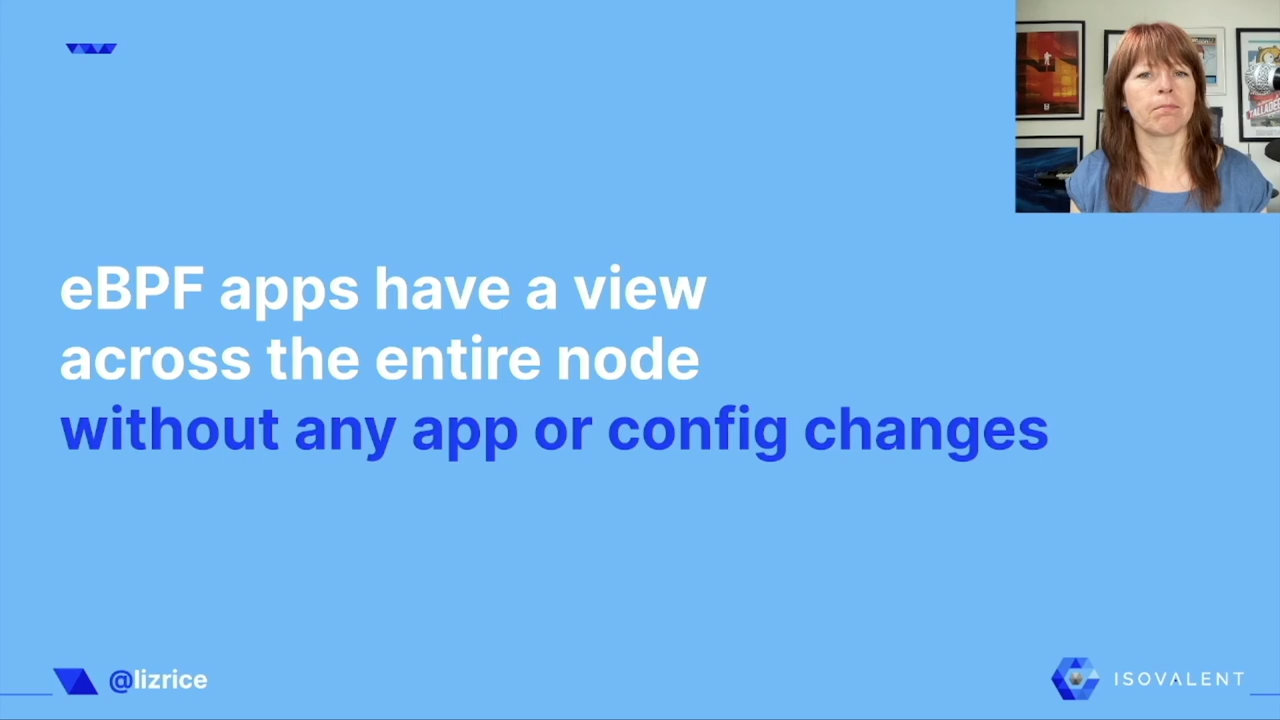 eBPF apps have a view
across the entire node
without any app or config changes
@lizrice
ISOVALENT